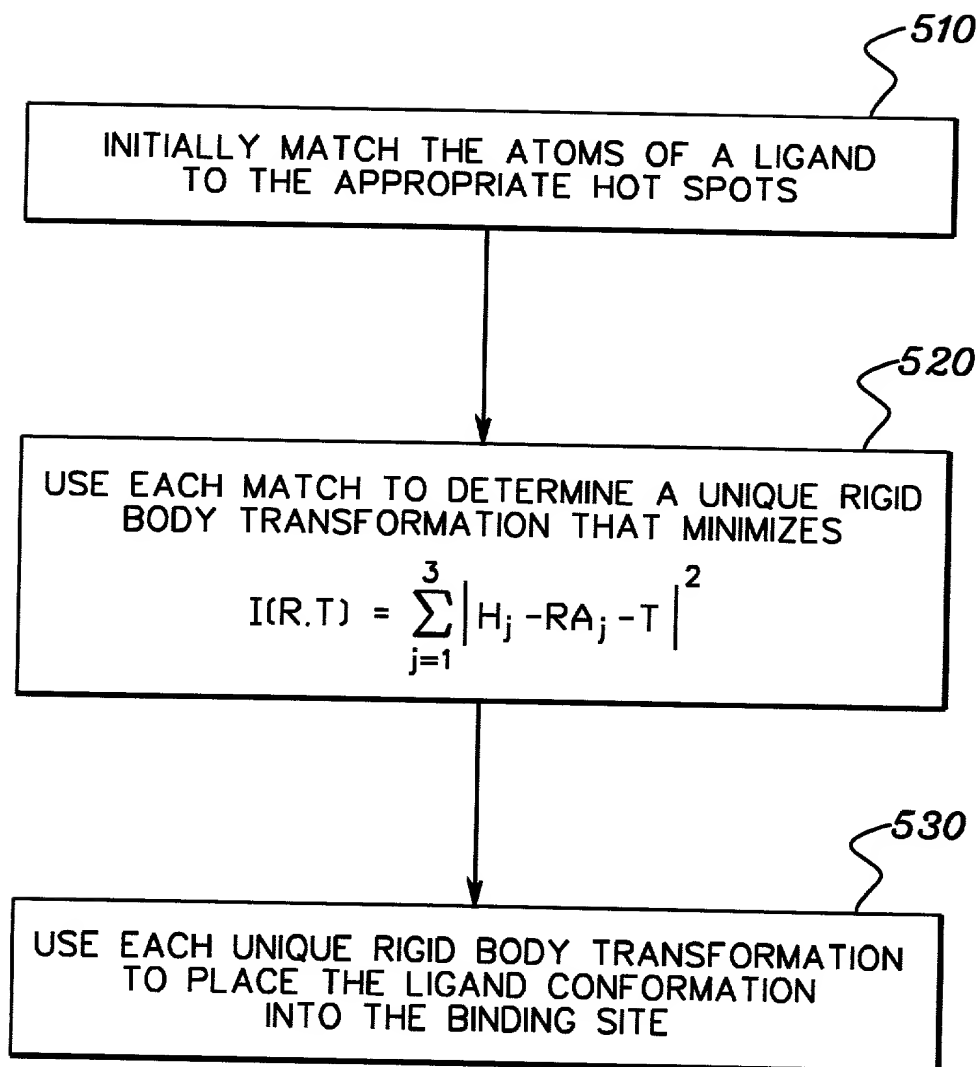 510
INITIALLY MATCH THE ATOMS OF A LIGAND
TO THE APPROPRIATE HOT SPOTS
520
USE EACH MATCH TO DETERMINE A UNIQUE RIGID
BODY TRANSFORMATION THAT MINIMIZES
I(R.T) = ∑_{j=1}^{3} |H_j -RA_j -T|^2
530
USE EACH UNIQUE RIGID BODY TRANSFORMATION
TO PLACE THE LIGAND CONFORMATION
INTO THE BINDING SITE